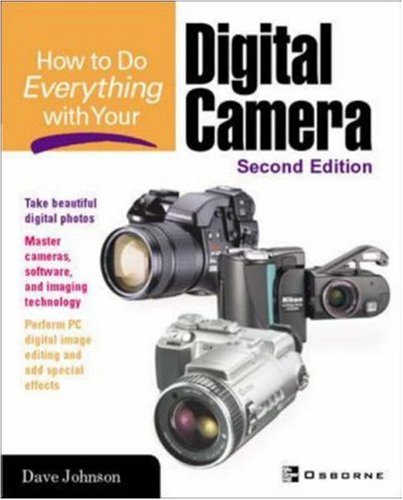 How to Do
Everything
with Your
Digital
Camera
Second Edition
Take beautiful
digital photos
Master
cameras,
software,
and imaging
technology
Perform PC
digital image
editing and
add special
effects
Nikon
Dave Johnson
OSBORNE